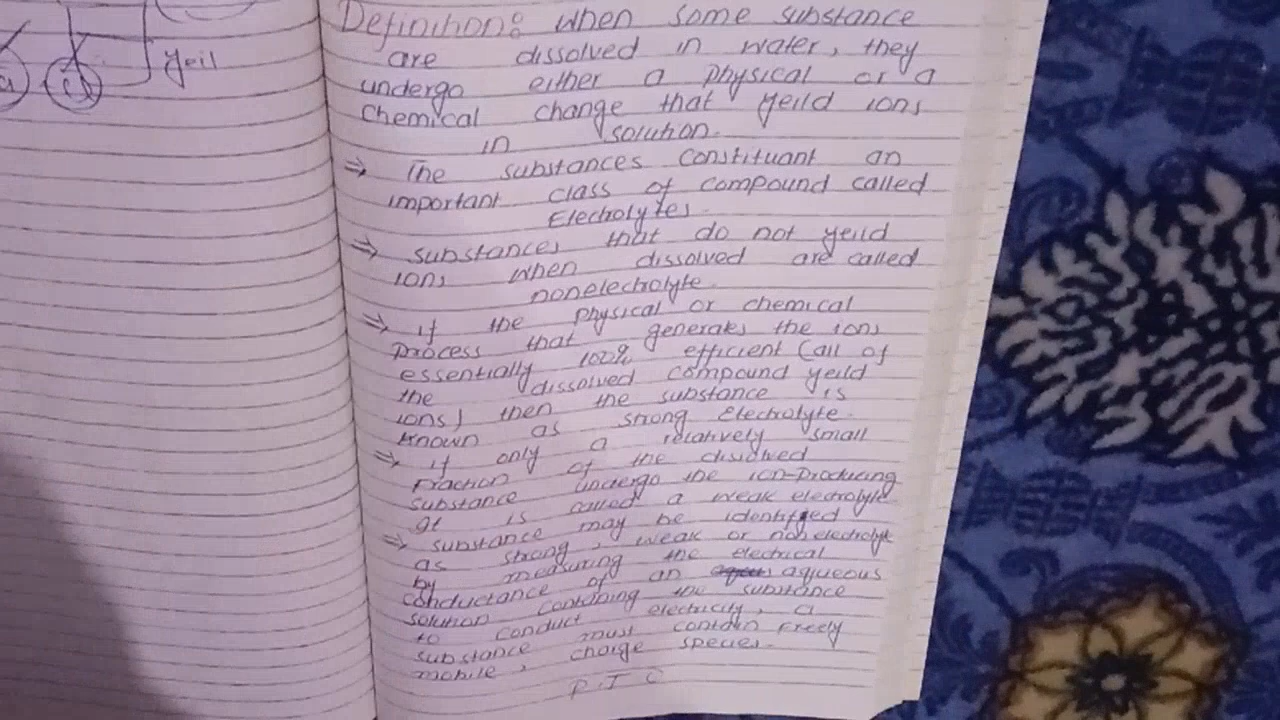 yeil
Definition: When some substance
are dissolved in water, they
undergo either a physical or a
chemical change that yeild ions
in solution.
⇒ The substances constituant an
important class of compound called
Electrolytes.
⇒ substances that do not yeild
ions when dissolved are called
nonelectrolyte.
⇒ if the physical or chemical
process that generates the ions
essentially 100% efficient (all of
the dissolved compound yeild
ions) then the substance is
known as strong Electrolyte.
⇒ if only a relatively small
fraction of the dissolved
substance undergo the ion-producing
is called a weak electrolyte.
⇒ substance may be identified
as strong, weak or nonelectrolyte
by measuring the electrical
conductance of an aqueous
solution containing the substance
to conduct electricity, a
substance must contain freely
mobile, charge species.
P.T.O